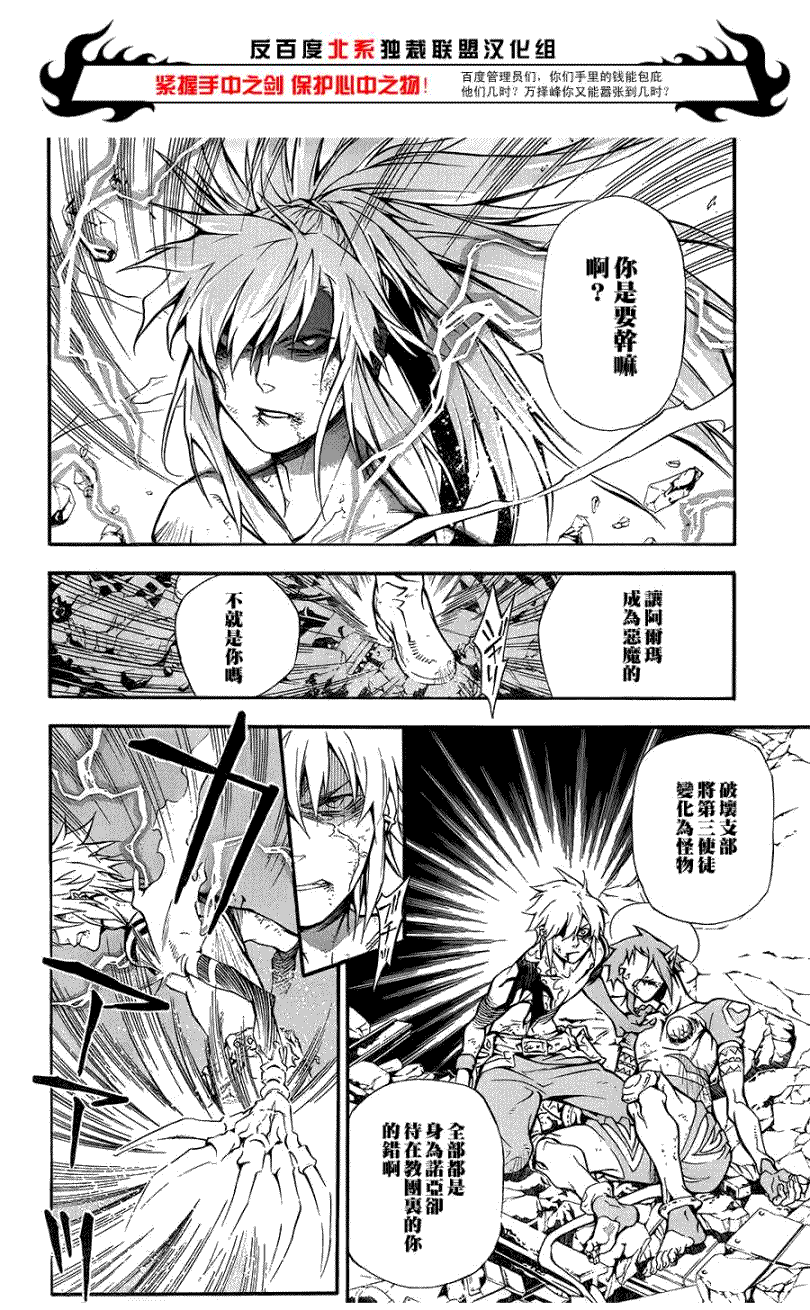 反百度北系独裁联盟汉化组
紧握手中之剑 保护心中之物！
百度管理员们，你们手里的钱能包庇
他们几时？万择峰你又能嚣张到几时？
你是要幹嘛
啊？
讓阿爾瑪
成為惡魔的
不就是你嗎
破壞支部
將第三使徒
變化為怪物
全部都是
身為諾亞卻
待在教團裏的你
的錯啊